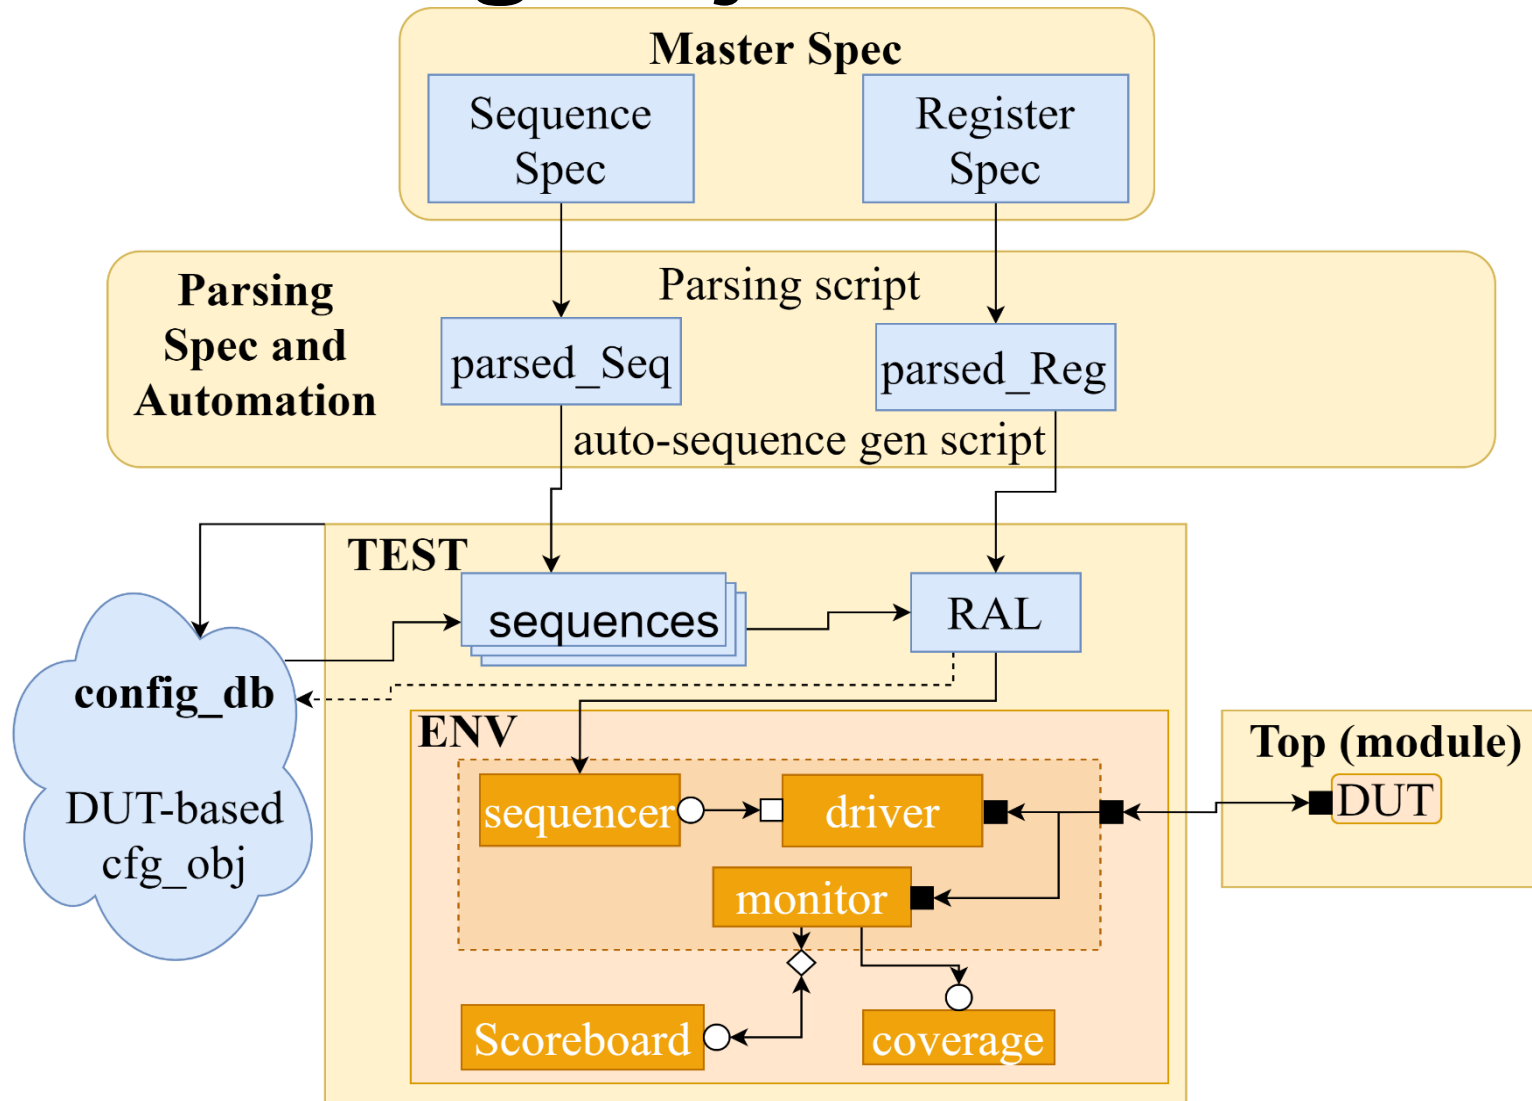 Master Spec
Sequence
Spec
Register
Spec
Parsing
Spec and
Automation
Parsing script
parsed_Seq
parsed_Reg
auto-sequence gen script
TEST
sequences
RAL
config_db
DUT-based
cfg_obj
ENV
sequencer
driver
monitor
Scoreboard
coverage
Top (module)
DUT